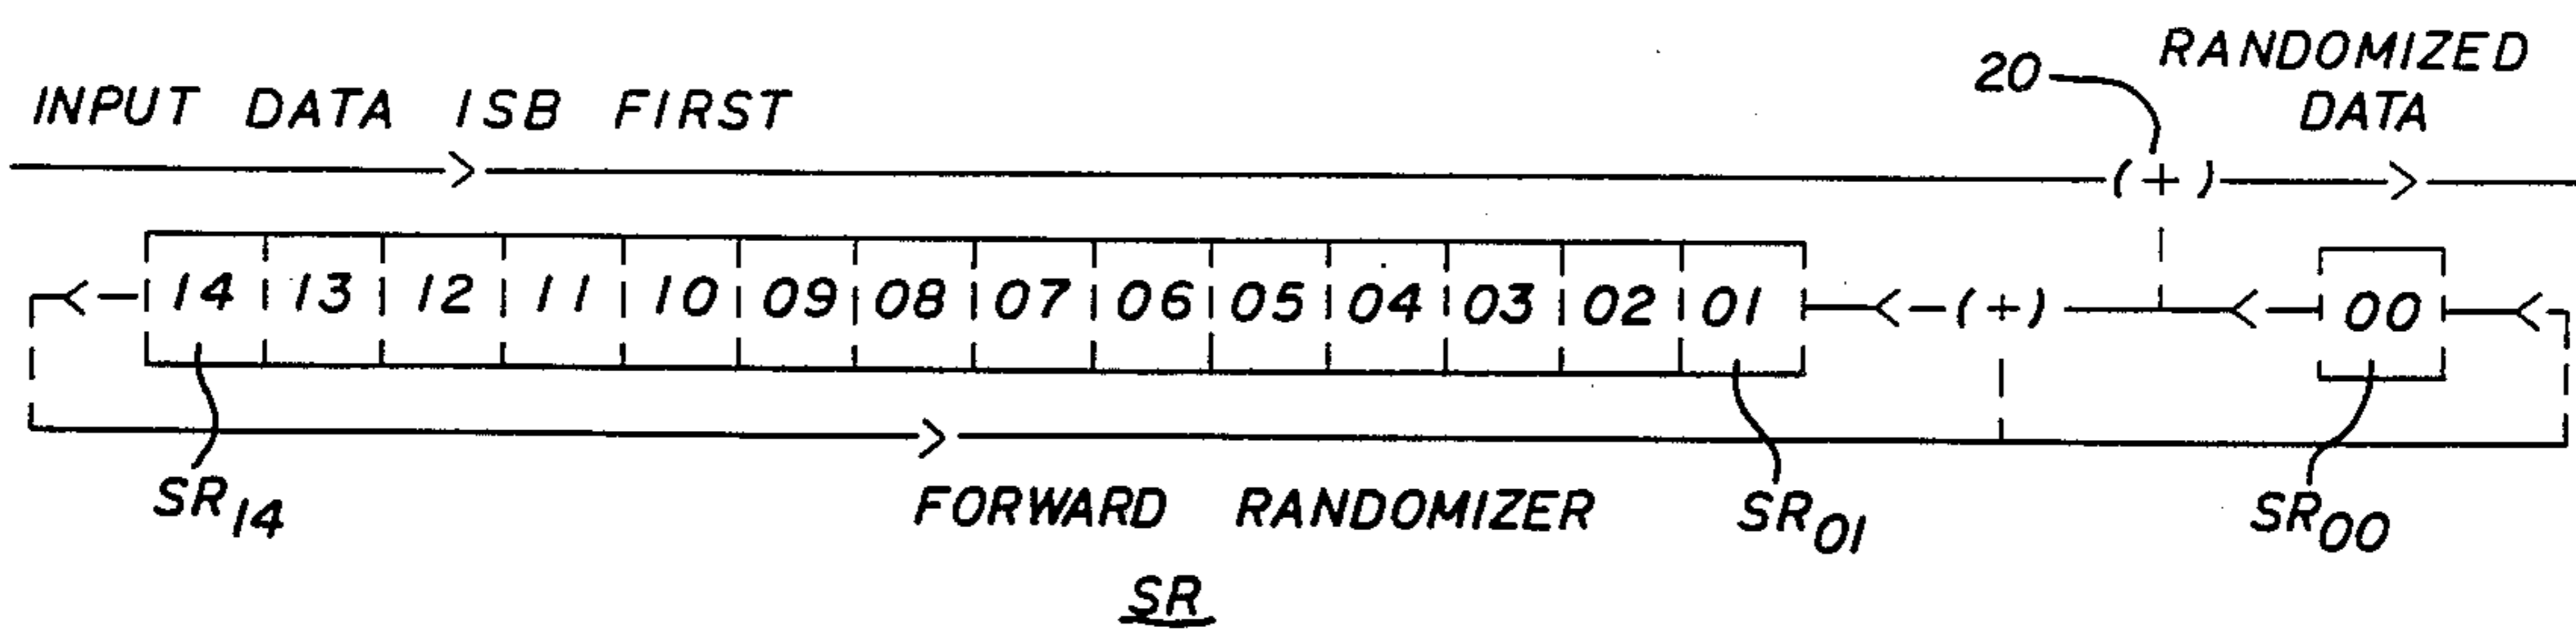 20 RANDOMIZED
INPUT DATA 1SB FIRST DATA
(+)
14 13 12 11 10 09 08 07 06 05 04 03 02 01 (+) 00
SR14 FORWARD RANDOMIZER SR01 SR00
SR